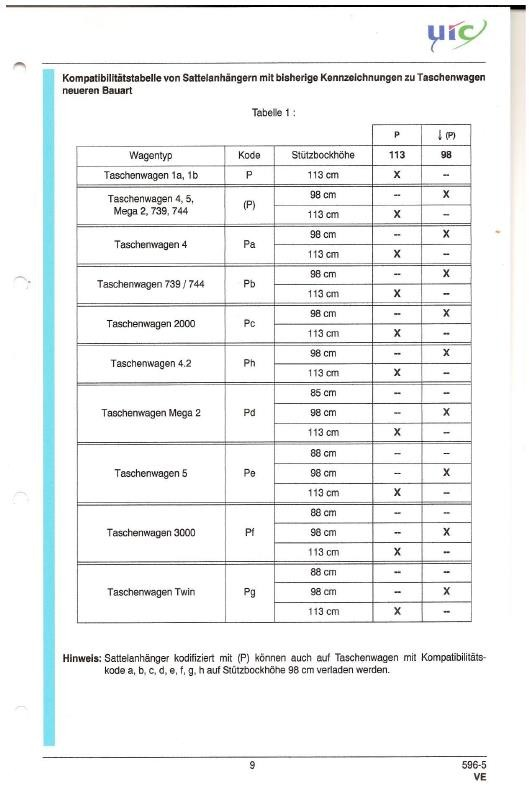 uic
Kompatibilitätstabelle von Sattelanhängern mit bisherige Kennzeichnungen zu Taschenwagen
neueren Bauart
Tabelle 1 :
P ↓ (P)
Wagentyp Kode Stützbockhöhe 113 98
Taschenwagen 1a, 1b P 113 cm X --
Taschenwagen 4, 5,
Mega 2, 739, 744
(P)
98 cm -- X
113 cm X --
Taschenwagen 4 Pa
98 cm -- X
113 cm X --
Taschenwagen 739 / 744 Pb
98 cm -- X
113 cm X --
Taschenwagen 2000 Pc
98 cm -- X
113 cm X --
Taschenwagen 4.2 Ph
98 cm -- X
113 cm X --
Taschenwagen Mega 2 Pd
85 cm -- --
98 cm -- X
113 cm X --
Taschenwagen 5 Pe
88 cm -- --
98 cm -- X
113 cm X --
Taschenwagen 3000 Pf
88 cm -- --
98 cm -- X
113 cm X --
Taschenwagen Twin Pg
88 cm -- --
98 cm -- X
113 cm X --
Hinweis: Sattelanhänger kodifiziert mit (P) können auch auf Taschenwagen mit Kompatibilitäts-
kode a, b, c, d, e, f, g, h auf Stützbockhöhe 98 cm verladen werden.
9 596-5
VE